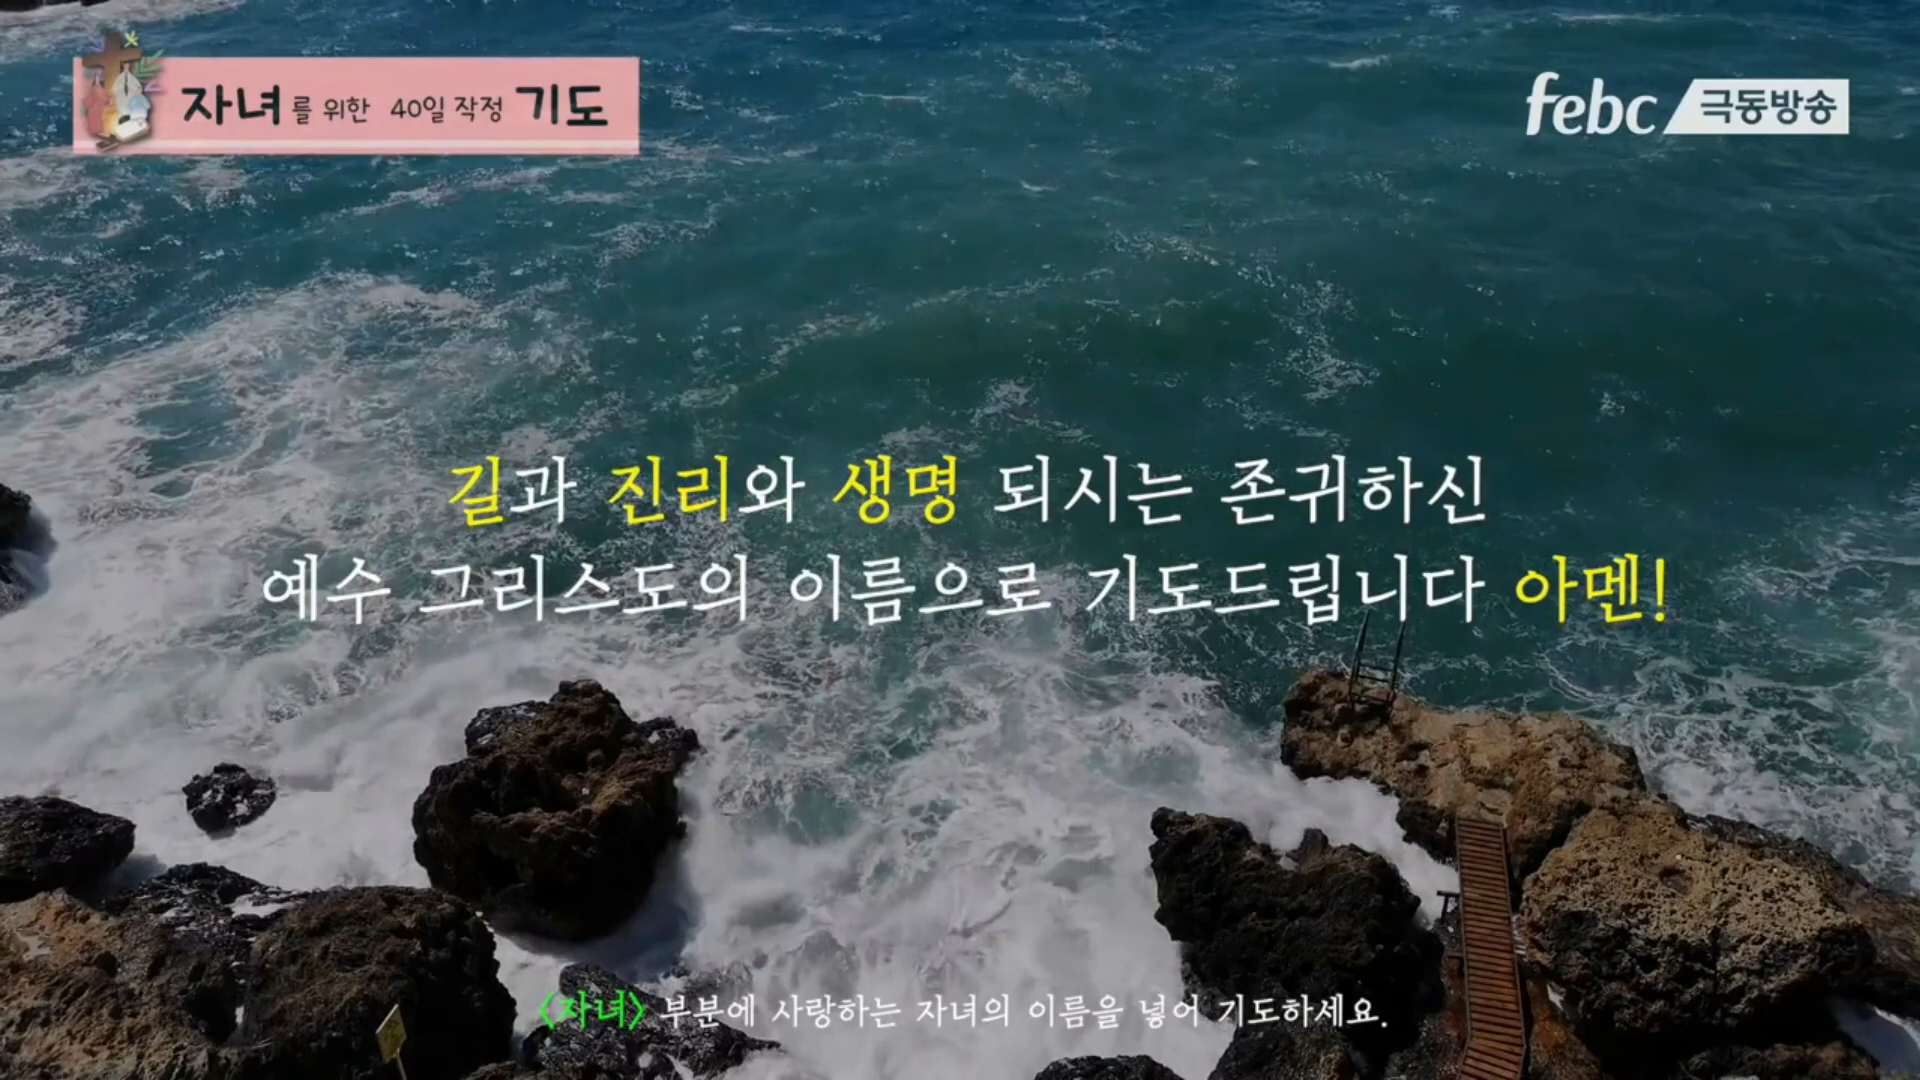 자녀를 위한 40일 작정 기도
febc 극동방송
길과 진리와 생명 되시는 존귀하신
예수 그리스도의 이름으로 기도드립니다 아멘!
<자녀> 부분에 사랑하는 자녀의 이름을 넣어 기도하세요.